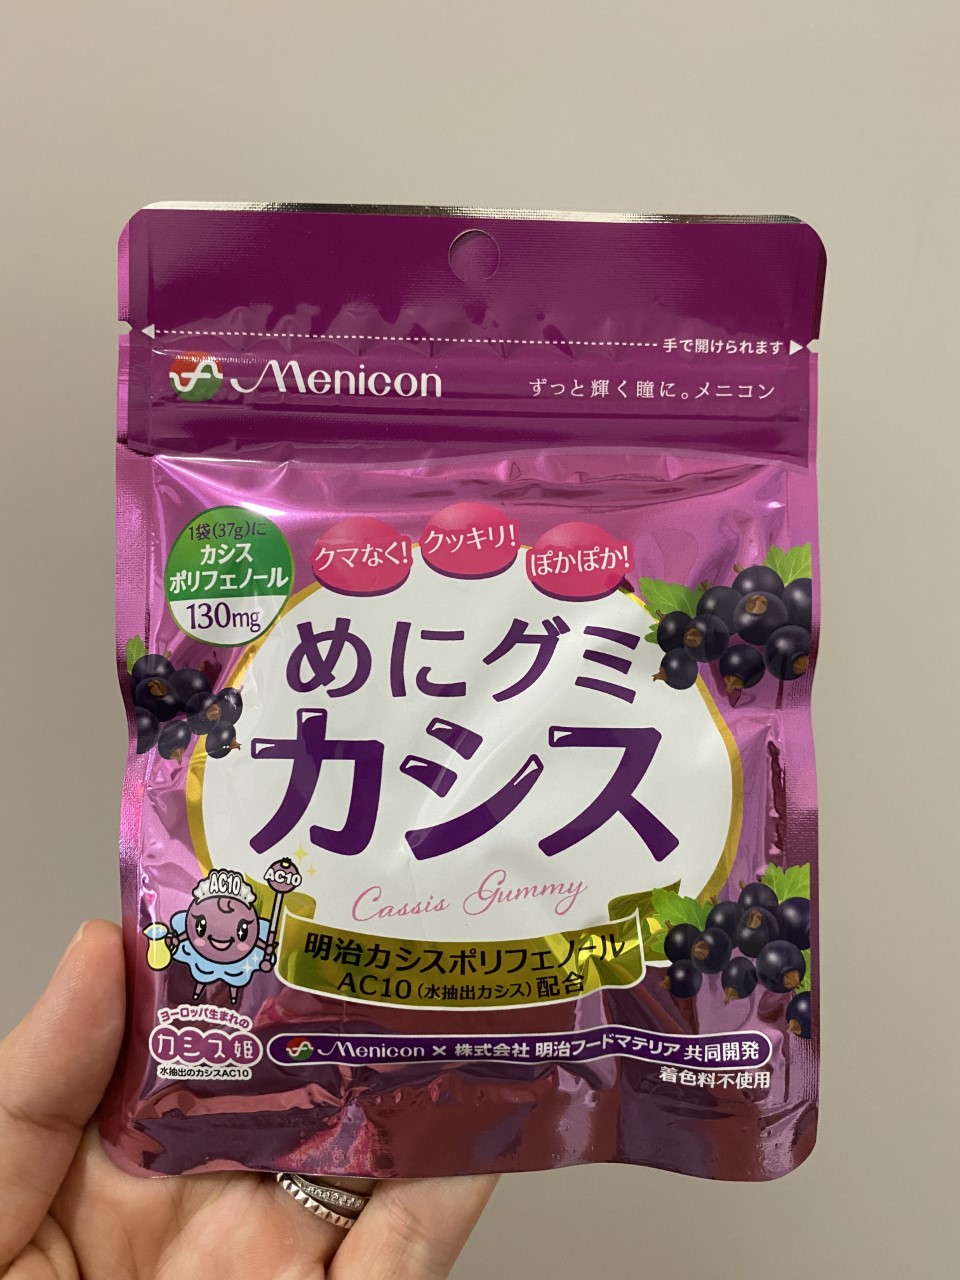 手で開けられます
Menicon
ずっと輝く瞳に。メニコン
1袋(37g)に
カシス
ポリフェノール
130mg
クマなく!
クッキリ!
ぽかぽか!
めにグミ
カシス
Cassis Gummy
AC10
AC10
明治カシスポリフェノール
AC10(水抽出カシス)配合
ヨーロッパ生まれの
カシス姫
水抽出のカシスAC10
Menicon × 株式会社 明治フードマテリア 共同開発
着色料不使用